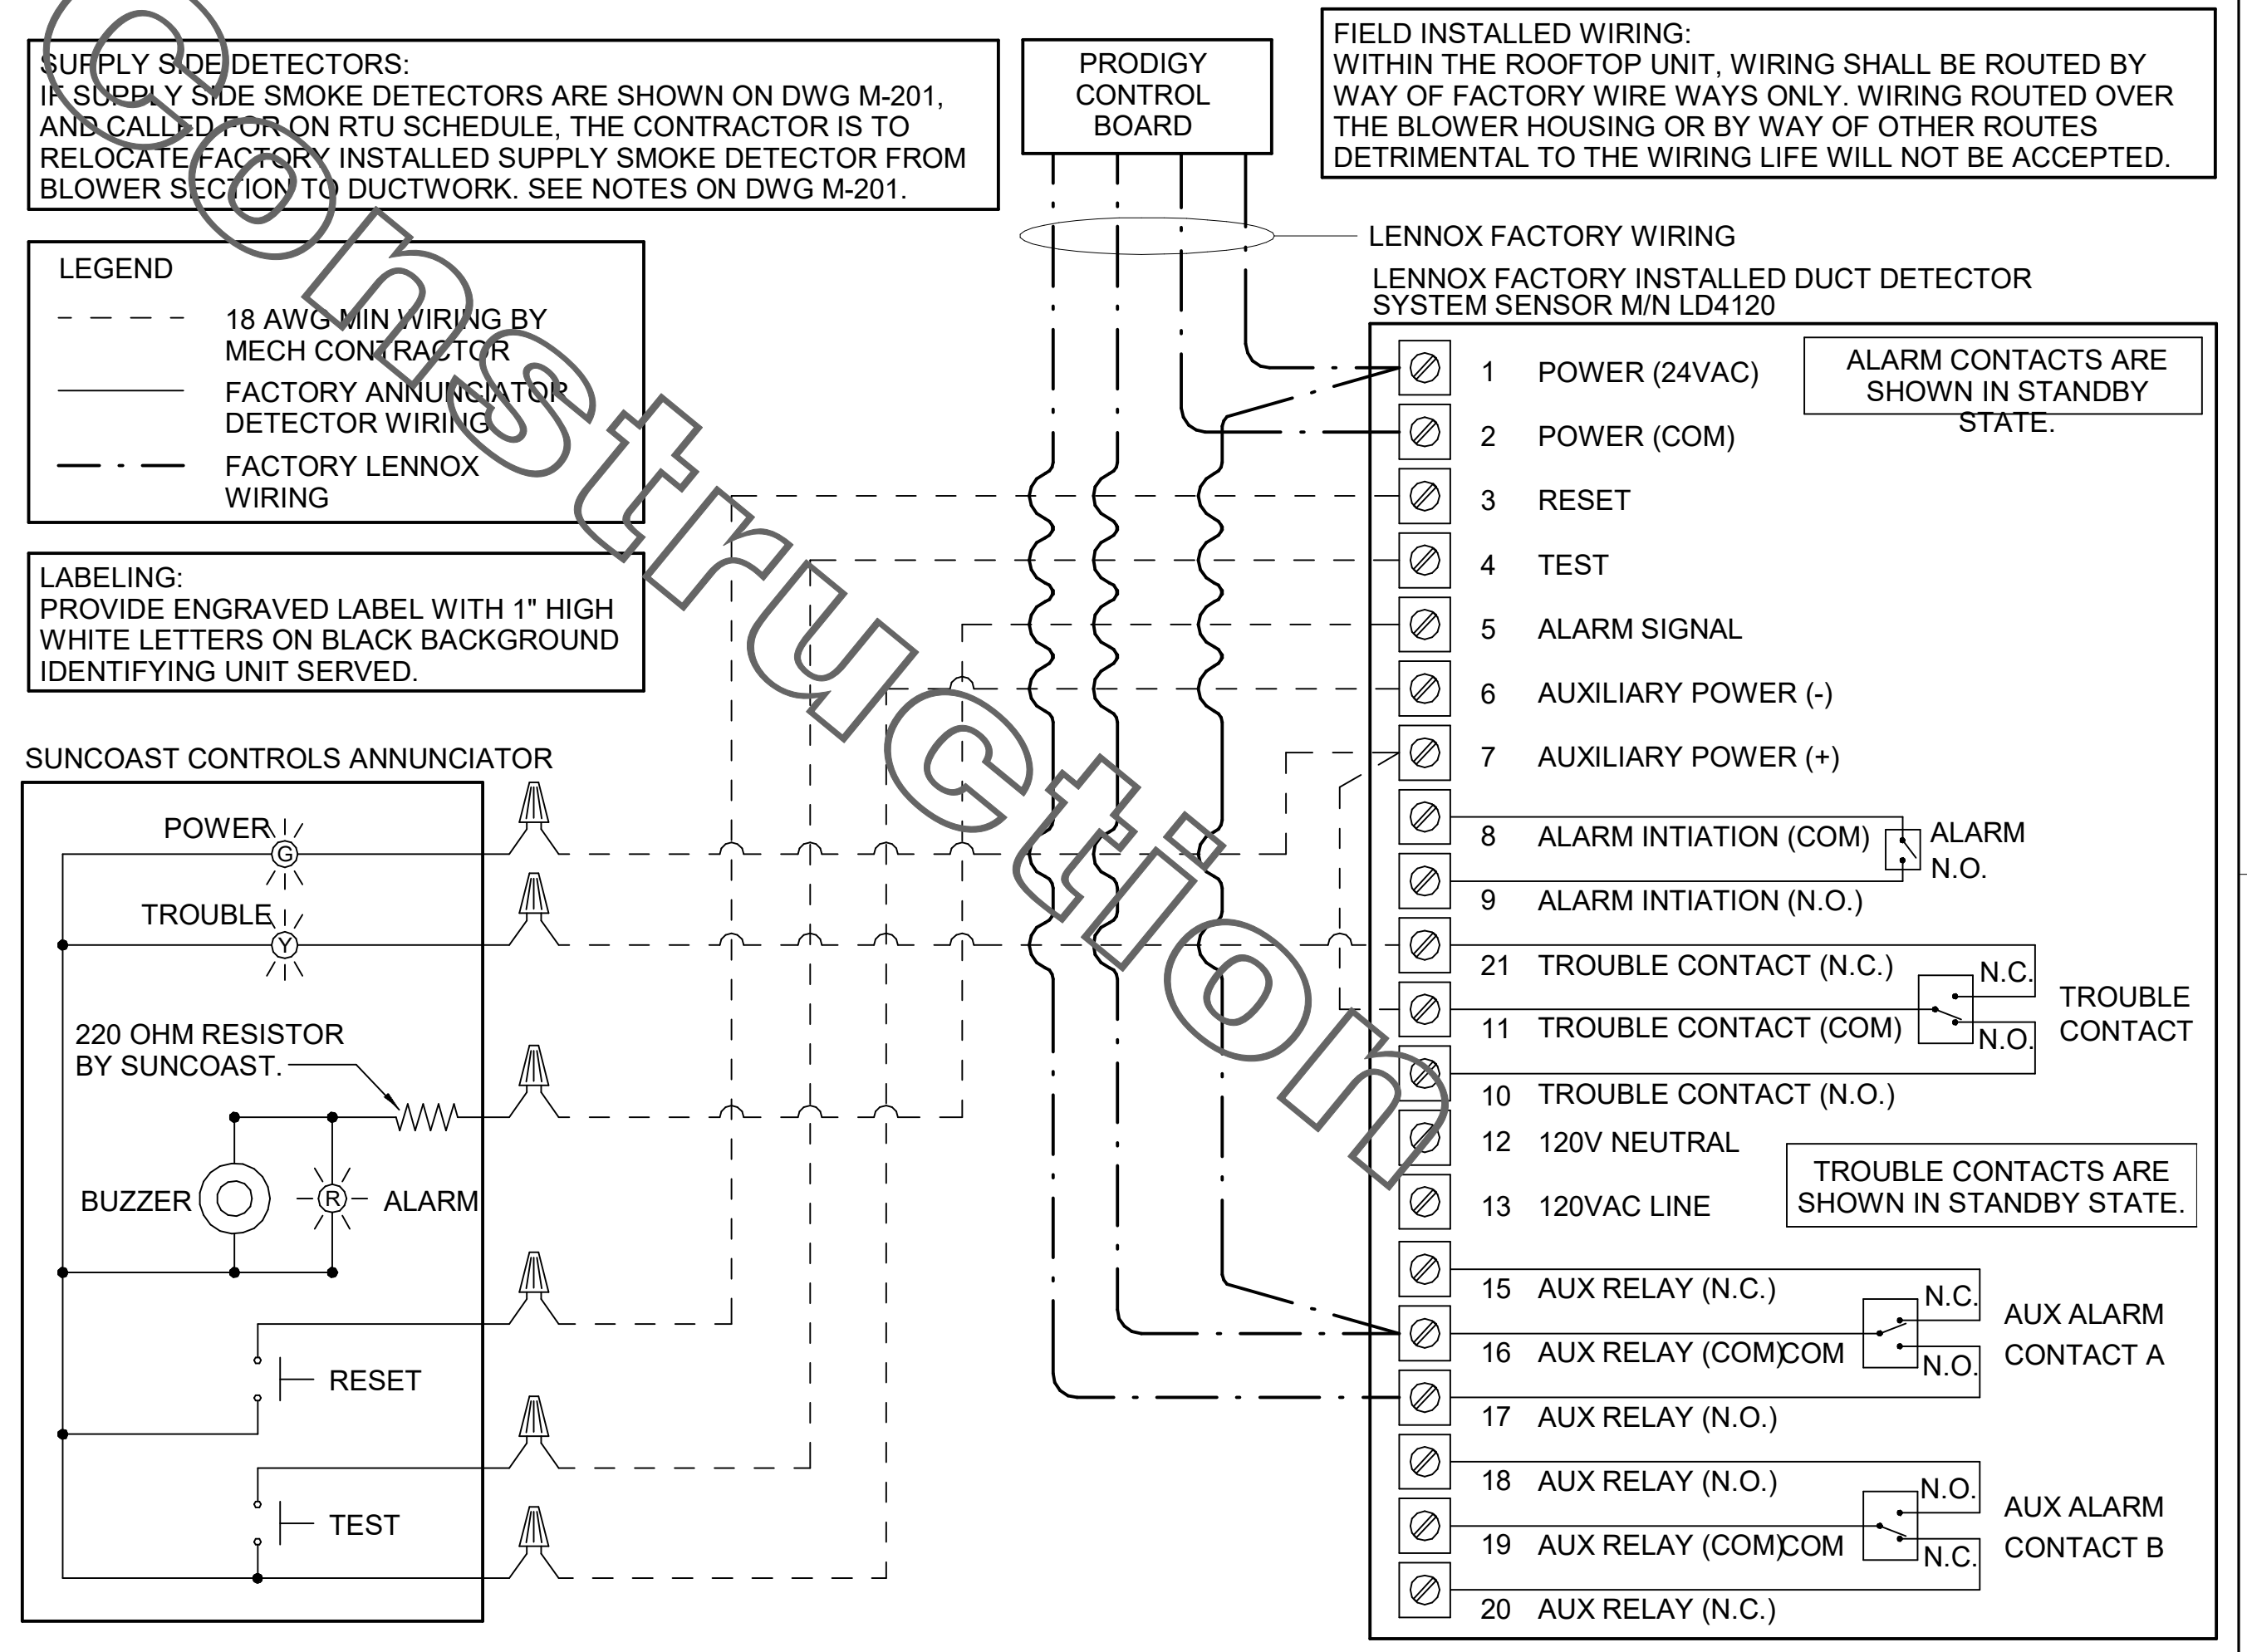 SUPPLY SIDE DETECTORS:
IF SUPPLY SIDE SMOKE DETECTORS ARE SHOWN ON DWG M-201,
AND CALLED FOR ON RTU SCHEDULE, THE CONTRACTOR IS TO
RELOCATE FACTORY INSTALLED SUPPLY SMOKE DETECTOR FROM
BLOWER SECTION TO DUCTWORK. SEE NOTES ON DWG M-201.
PRODIGY
CONTROL
BOARD
FIELD INSTALLED WIRING:
WITHIN THE ROOFTOP UNIT, WIRING SHALL BE ROUTED BY
WAY OF FACTORY WIRE WAYS ONLY. WIRING ROUTED OVER
THE BLOWER HOUSING OR BY WAY OF OTHER ROUTES
DETRIMENTAL TO THE WIRING LIFE WILL NOT BE ACCEPTED.
LENNOX FACTORY WIRING
LEGEND
18 AWG MIN WIRING BY
MECH CONTRACTOR
FACTORY ANNUNCIATOR
DETECTOR WIRING
FACTORY LENNOX
WIRING
LABELING:
PROVIDE ENGRAVED LABEL WITH 1" HIGH
WHITE LETTERS ON BLACK BACKGROUND
IDENTIFYING UNIT SERVED.
Construction
SUNCOAST CONTROLS ANNUNCIATOR
POWER
G
TROUBLE
Y
220 OHM RESISTOR
BY SUNCOAST.
BUZZER
R
ALARM
RESET
TEST
LENNOX FACTORY INSTALLED DUCT DETECTOR
SYSTEM SENSOR M/N LD4120
ALARM CONTACTS ARE
SHOWN IN STANDBY
STATE.
1 POWER (24VAC)
2 POWER (COM)
3 RESET
4 TEST
5 ALARM SIGNAL
6 AUXILIARY POWER (-)
7 AUXILIARY POWER (+)
8 ALARM INTIATION (COM)
ALARM
N.O.
9 ALARM INTIATION (N.O.)
21 TROUBLE CONTACT (N.C.)
N.C.
11 TROUBLE CONTACT (COM)
N.O.
TROUBLE
CONTACT
10 TROUBLE CONTACT (N.O.)
12 120V NEUTRAL
13 120VAC LINE
TROUBLE CONTACTS ARE
SHOWN IN STANDBY STATE.
15 AUX RELAY (N.C.)
N.C.
16 AUX RELAY (COM)
COM
N.O.
AUX ALARM
CONTACT A
17 AUX RELAY (N.O.)
18 AUX RELAY (N.O.)
N.O.
19 AUX RELAY (COM)
COM
N.C.
AUX ALARM
CONTACT B
20 AUX RELAY (N.C.)